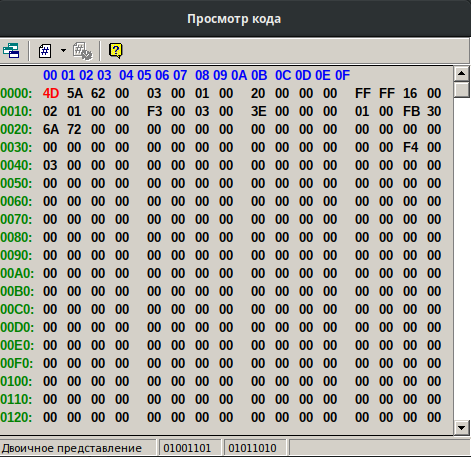 Просмотр кода
00 01 02 03 04 05 06 07 08 09 0A 0B 0C 0D 0E 0F
0000: 4D 5A 62 00 03 00 01 00 20 00 00 00 FF FF 16 00
0010: 02 01 00 00 F3 00 03 00 3E 00 00 00 01 00 FB 30
0020: 6A 72 00 00 00 00 00 00 00 00 00 00 00 00 00 00
0030: 00 00 00 00 00 00 00 00 00 00 00 00 00 00 F4 00
0040: 03 00 00 00 00 00 00 00 00 00 00 00 00 00 00 00
0050: 00 00 00 00 00 00 00 00 00 00 00 00 00 00 00 00
0060: 00 00 00 00 00 00 00 00 00 00 00 00 00 00 00 00
0070: 00 00 00 00 00 00 00 00 00 00 00 00 00 00 00 00
0080: 00 00 00 00 00 00 00 00 00 00 00 00 00 00 00 00
0090: 00 00 00 00 00 00 00 00 00 00 00 00 00 00 00 00
00A0: 00 00 00 00 00 00 00 00 00 00 00 00 00 00 00 00
00B0: 00 00 00 00 00 00 00 00 00 00 00 00 00 00 00 00
00C0: 00 00 00 00 00 00 00 00 00 00 00 00 00 00 00 00
00D0: 00 00 00 00 00 00 00 00 00 00 00 00 00 00 00 00
00E0: 00 00 00 00 00 00 00 00 00 00 00 00 00 00 00 00
00F0: 00 00 00 00 00 00 00 00 00 00 00 00 00 00 00 00
0100: 00 00 00 00 00 00 00 00 00 00 00 00 00 00 00 00
0110: 00 00 00 00 00 00 00 00 00 00 00 00 00 00 00 00
0120: 00 00 00 00 00 00 00 00 00 00 00 00 00 00 00 00
Двоичное представление 01001101 01011010